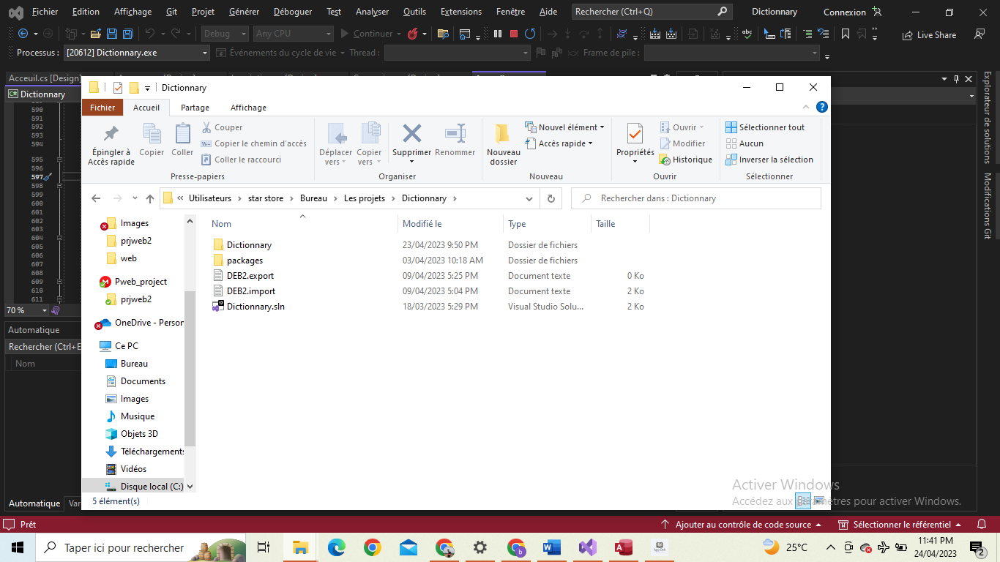 Fichier Edition Affichage Git Projet Générer Déboguer Test Analyser Outils Extensions Fenêtre Aide Rechercher (Ctrl+Q) Dictionnary Connexion
Debug Any CPU Continuer Live Share
Processus : [20612] Dictionnary.exe Événements du cycle de vie Thread : Frame de pile :
Acceuil.cs [Design]
Dictionnary
Dictionnary
Fichier Accueil Partage Affichage
Épingler à Accès rapide
Copier
Coller
Couper
Copier le chemin d'accès
Coller le raccourci
Presse-papiers
Déplacer vers
Copier vers
Supprimer
Renommer
Organiser
Nouveau dossier
Nouvel élément
Accès rapide
Nouveau
Propriétés
Ouvrir
Modifier
Historique
Ouvrir
Sélectionner tout
Aucun
Inverser la sélection
Sélectionner
« Utilisateurs > star store > Bureau > Les projets > Dictionnary >
Rechercher dans : Dictionnary
Images
prjweb2
web
Pweb_project
prjweb2
OneDrive - Person
Ce PC
Bureau
Documents
Images
Musique
Objets 3D
Téléchargements
Vidéos
Disque local (C:)
Nom Modifié le Type Taille
Dictionnary 23/04/2023 9:50 PM Dossier de fichiers
packages 03/04/2023 10:18 AM Dossier de fichiers
DEB2.export 09/04/2023 5:25 PM Document texte 0 Ko
DEB2.import 09/04/2023 5:04 PM Document texte 2 Ko
Dictionnary.sln 18/03/2023 5:29 PM Visual Studio Solu... 2 Ko
5 élément(s)
590
591
592
593
594
595
596
597
598
599
600
601
602
603
604
605
606
607
608
609
610
611
70 %
Automatique
Rechercher (Ctrl+E
Nom
Automatique Var
Explorateur de solutions
Modifications Git
Activer Windows
Accédez aux paramètres pour activer Windows.
Prêt Ajouter au contrôle de code source Sélectionner le référentiel
Taper ici pour rechercher
25°C
11:41 PM
24/04/2023
2